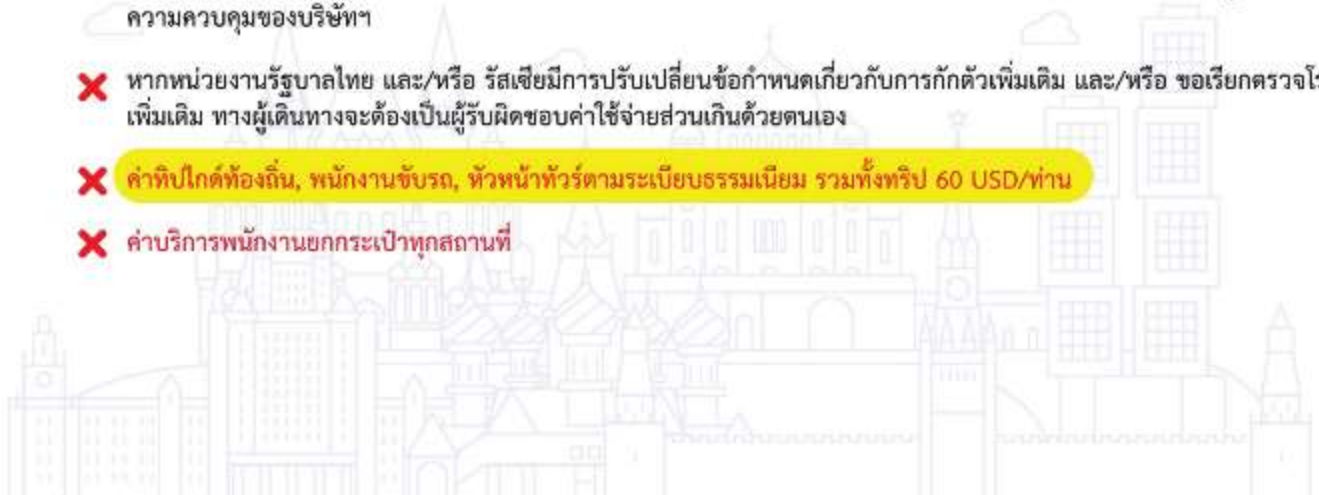 ความควบคุมของบริษัทฯ
หากหน่วยงานรัฐบาลไทย และ/หรือ รัสเซียมีการปรับเปลี่ยนข้อกำหนดเกี่ยวกับการกักตัวเพิ่มเติม และ/หรือ ขอเรียกตรวจ
เพิ่มเติม ทางผู้เดินทางจะต้องเป็นผู้รับผิดชอบค่าใช้จ่ายส่วนเกินด้วยตนเอง
ค่าทิปไกด์ท้องถิ่น, พนักงานขับรถ, หัวหน้าทัวร์ตามระเบียบธรรมเนียม รวมทั้งทริป 60 USD/ท่าน
ค่าบริการพนักงานยกกระเป๋าทุกสถานที่